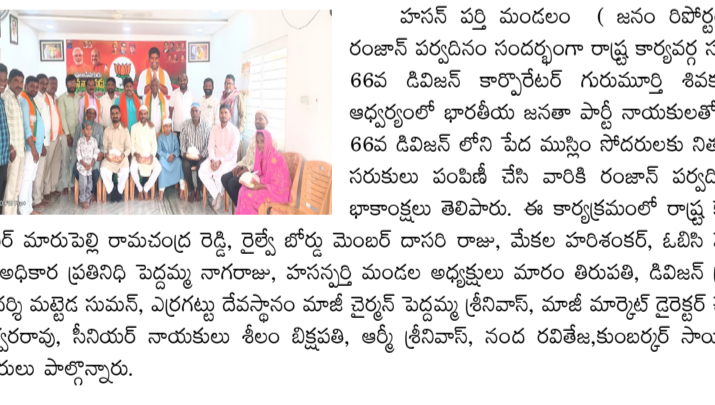 హసన్ పర్తి మండలం ( జనం రిపోర్ట
రంజాన్ పర్వదినం సందర్భంగా రాష్ట్ర కార్యవర్గ స
66వ డివిజన్ కార్పొరేటర్ గురుమూర్తి శివక
ఆధ్వర్యంలో భారతీయ జనతా పార్టీ నాయకులతో
66వ డివిజన్ లోని పేద ముస్లిం సోదరులకు నిత
సరుకులు పంపిణీ చేసి వారికి రంజాన్ పర్వది
భాకాంక్షలు తెలిపారు. ఈ కార్యక్రమంలో రాష్ట్ర
ర్ మారుపెల్లి రామచంద్ర రెడ్డి, రైల్వే బోర్డు మెంబర్ దాసరి రాజు, మేకల హరిశంకర్, ఓబిసి
అధికార ప్రతినిధి పెద్దమ్మ నాగరాజు, హసన్పర్తి మండల అధ్యక్షులు మారం తిరుపతి, డివిజన్
దర్శి మట్టెడ సుమన్, ఎర్రగట్టు దేవస్థానం మాజీ చైర్మన్ పెద్దమ్మ శ్రీనివాస్, మాజీ మార్కెట్ డైరెక్టర్
్వరరావు, సీనియర్ నాయకులు శీలం బిక్షపతి, ఆర్మీ శ్రీనివాస్, నంద రవితేజ,కుంబర్కర్ సాయి
రులు పాల్గొన్నారు.